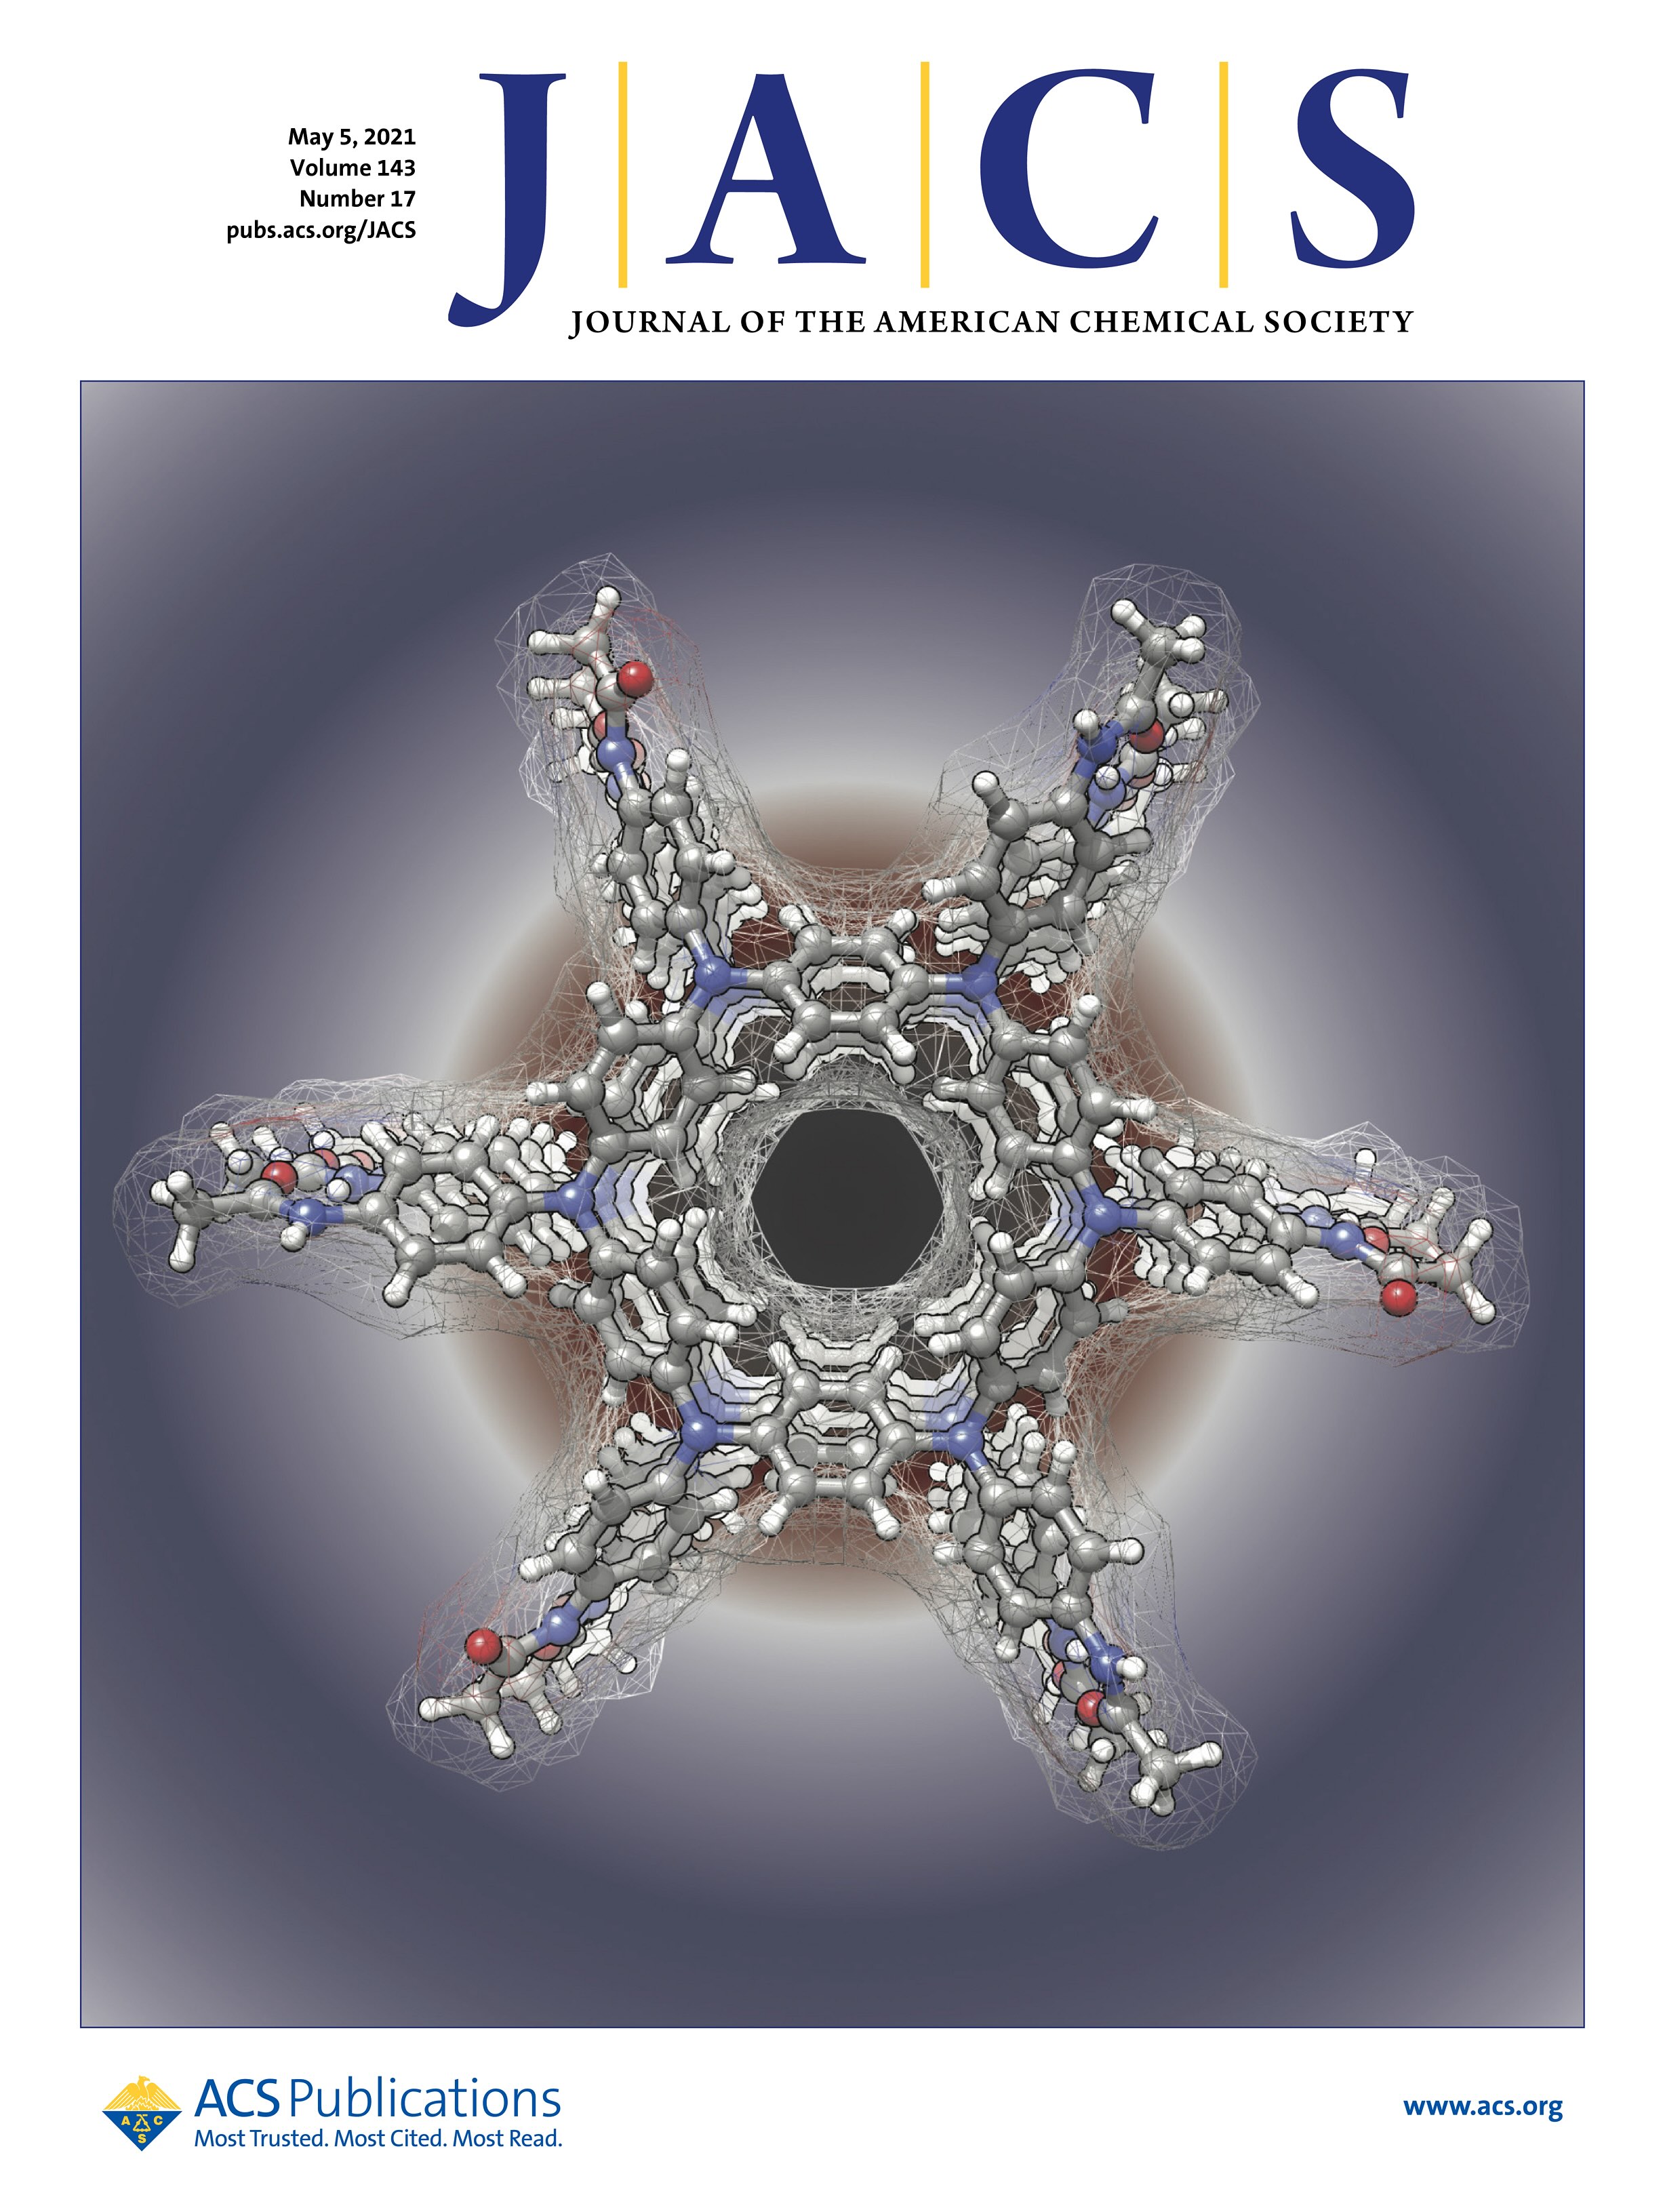 May 5, 2021
Volume 143
Number 17
pubs.acs.org/JACS
J|A|C|S
JOURNAL OF THE AMERICAN CHEMICAL SOCIETY
ACS Publications
Most Trusted. Most Cited. Most Read.
A C
S
www.acs.org